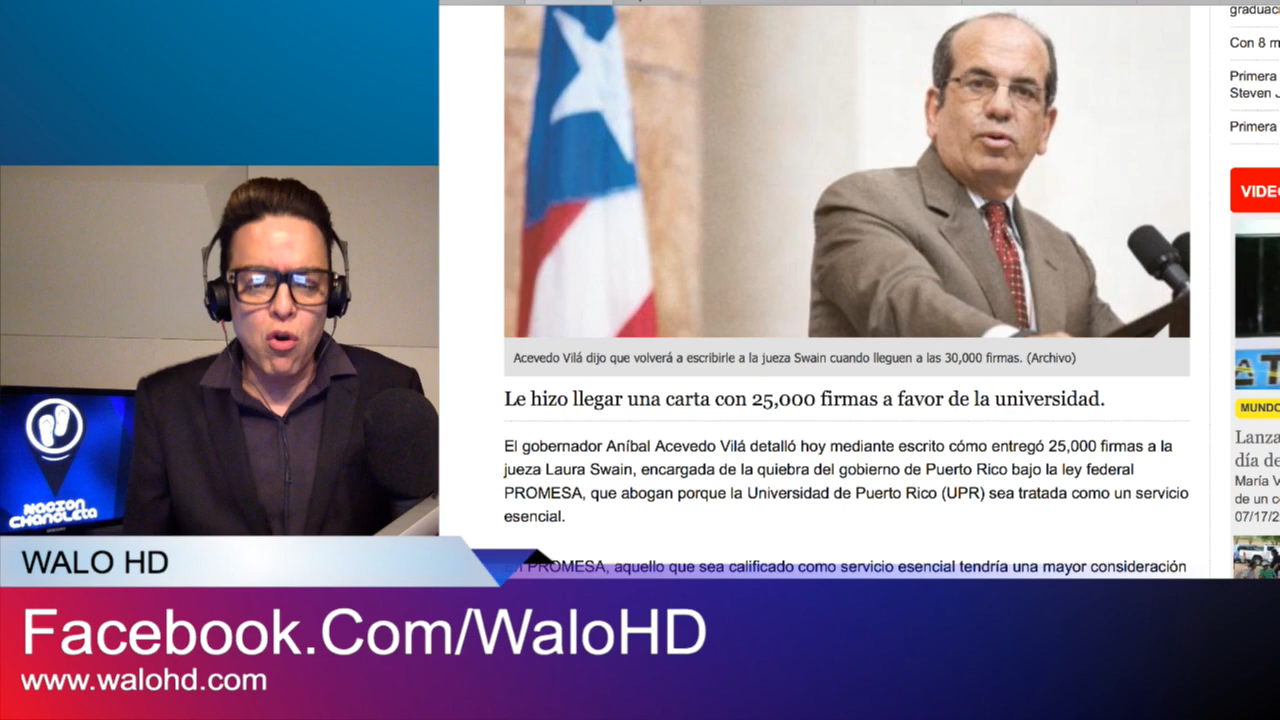 graduac
Con 8 m
Primera
Steven J
Primera
VIDEO
Acevedo Vilá dijo que volverá a escribirle a la jueza Swain cuando lleguen a las 30,000 firmas. (Archivo)
Le hizo llegar una carta con 25,000 firmas a favor de la universidad.
El gobernador Aníbal Acevedo Vilá detalló hoy mediante escrito cómo entregó 25,000 firmas a la
jueza Laura Swain, encargada de la quiebra del gobierno de Puerto Rico bajo la ley federal
PROMESA, que abogan porque la Universidad de Puerto Rico (UPR) sea tratada como un servicio
esencial.
En PROMESA, aquello que sea calificado como servicio esencial tendría una mayor consideración
MUNDO
Lanza
día de
María V
de un c
07/17/2
NACION
CHANCLETA
WALO HD
Facebook.Com/WaloHD
www.walohd.com